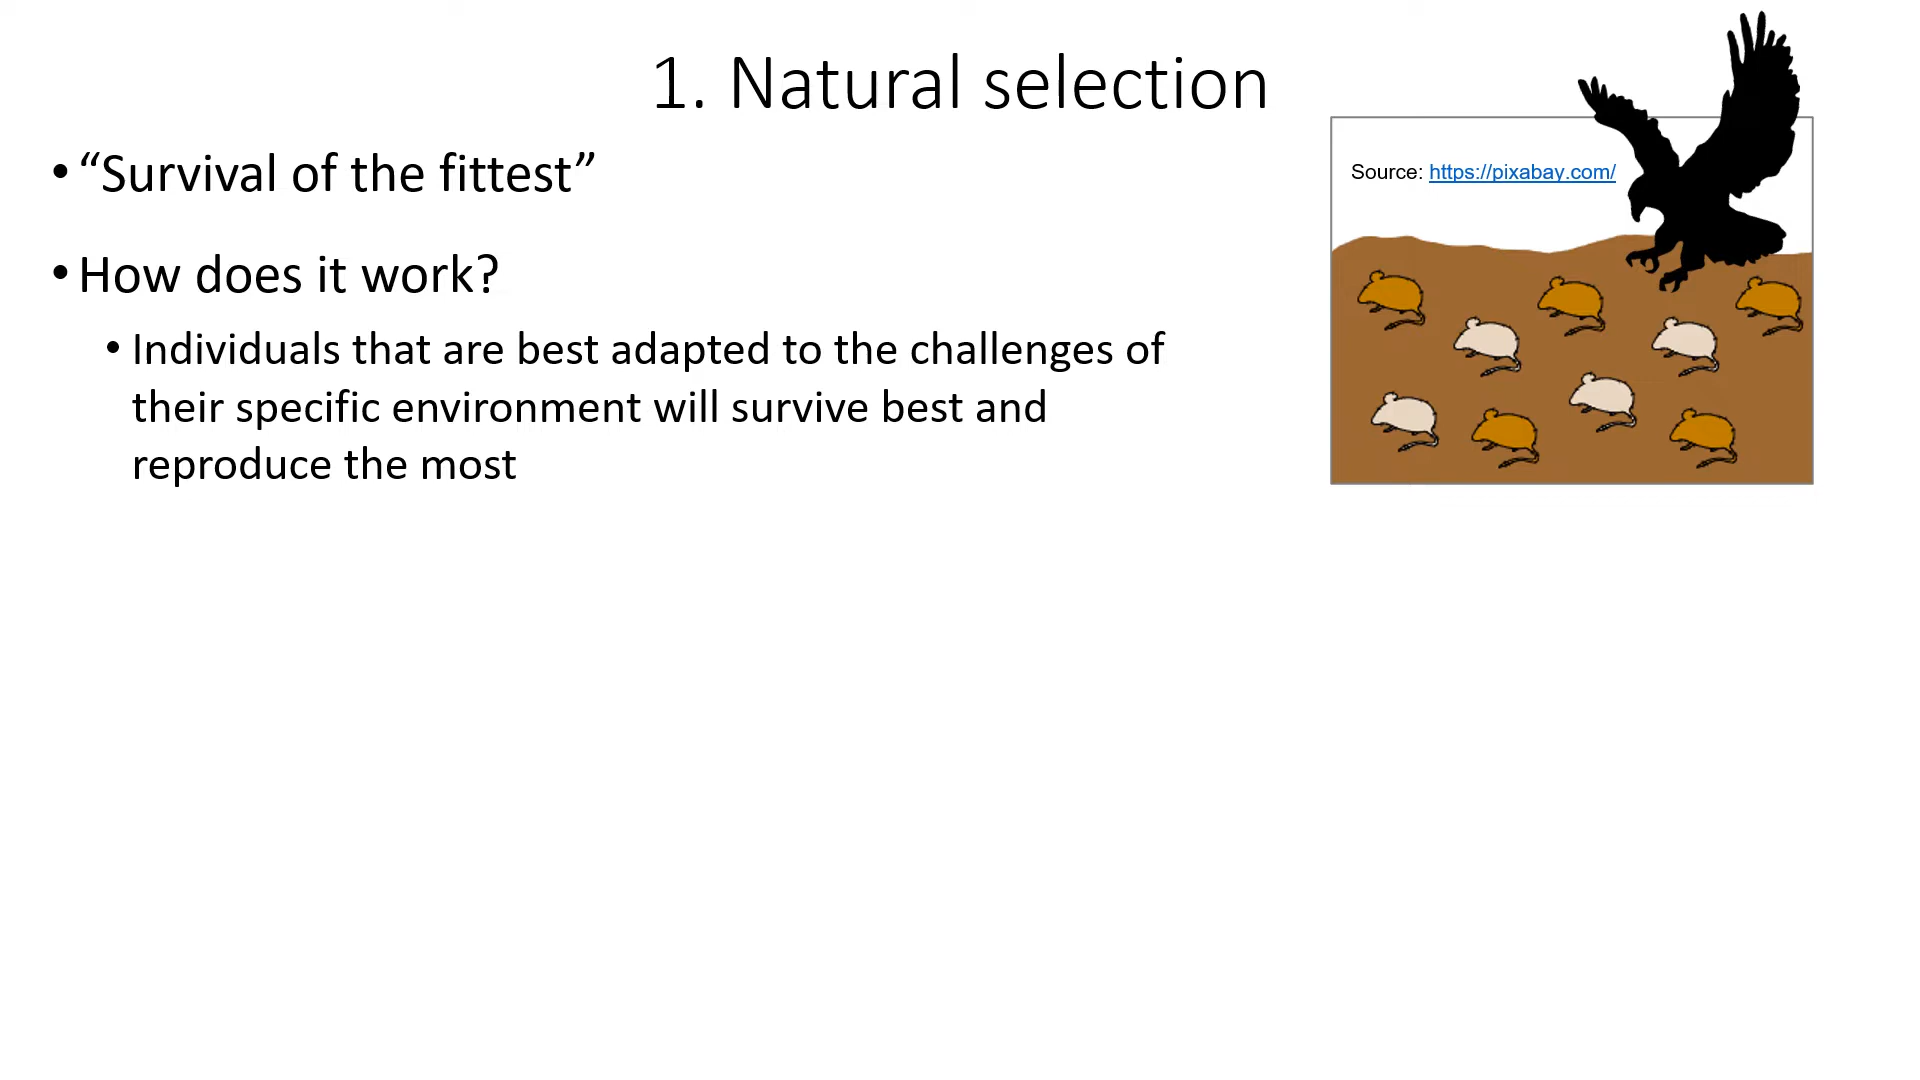 1. Natural selection
• “Survival of the fittest”
Source: https://pixabay.com/
• How does it work?
• Individuals that are best adapted to the challenges of
their specific environment will survive best and
reproduce the most